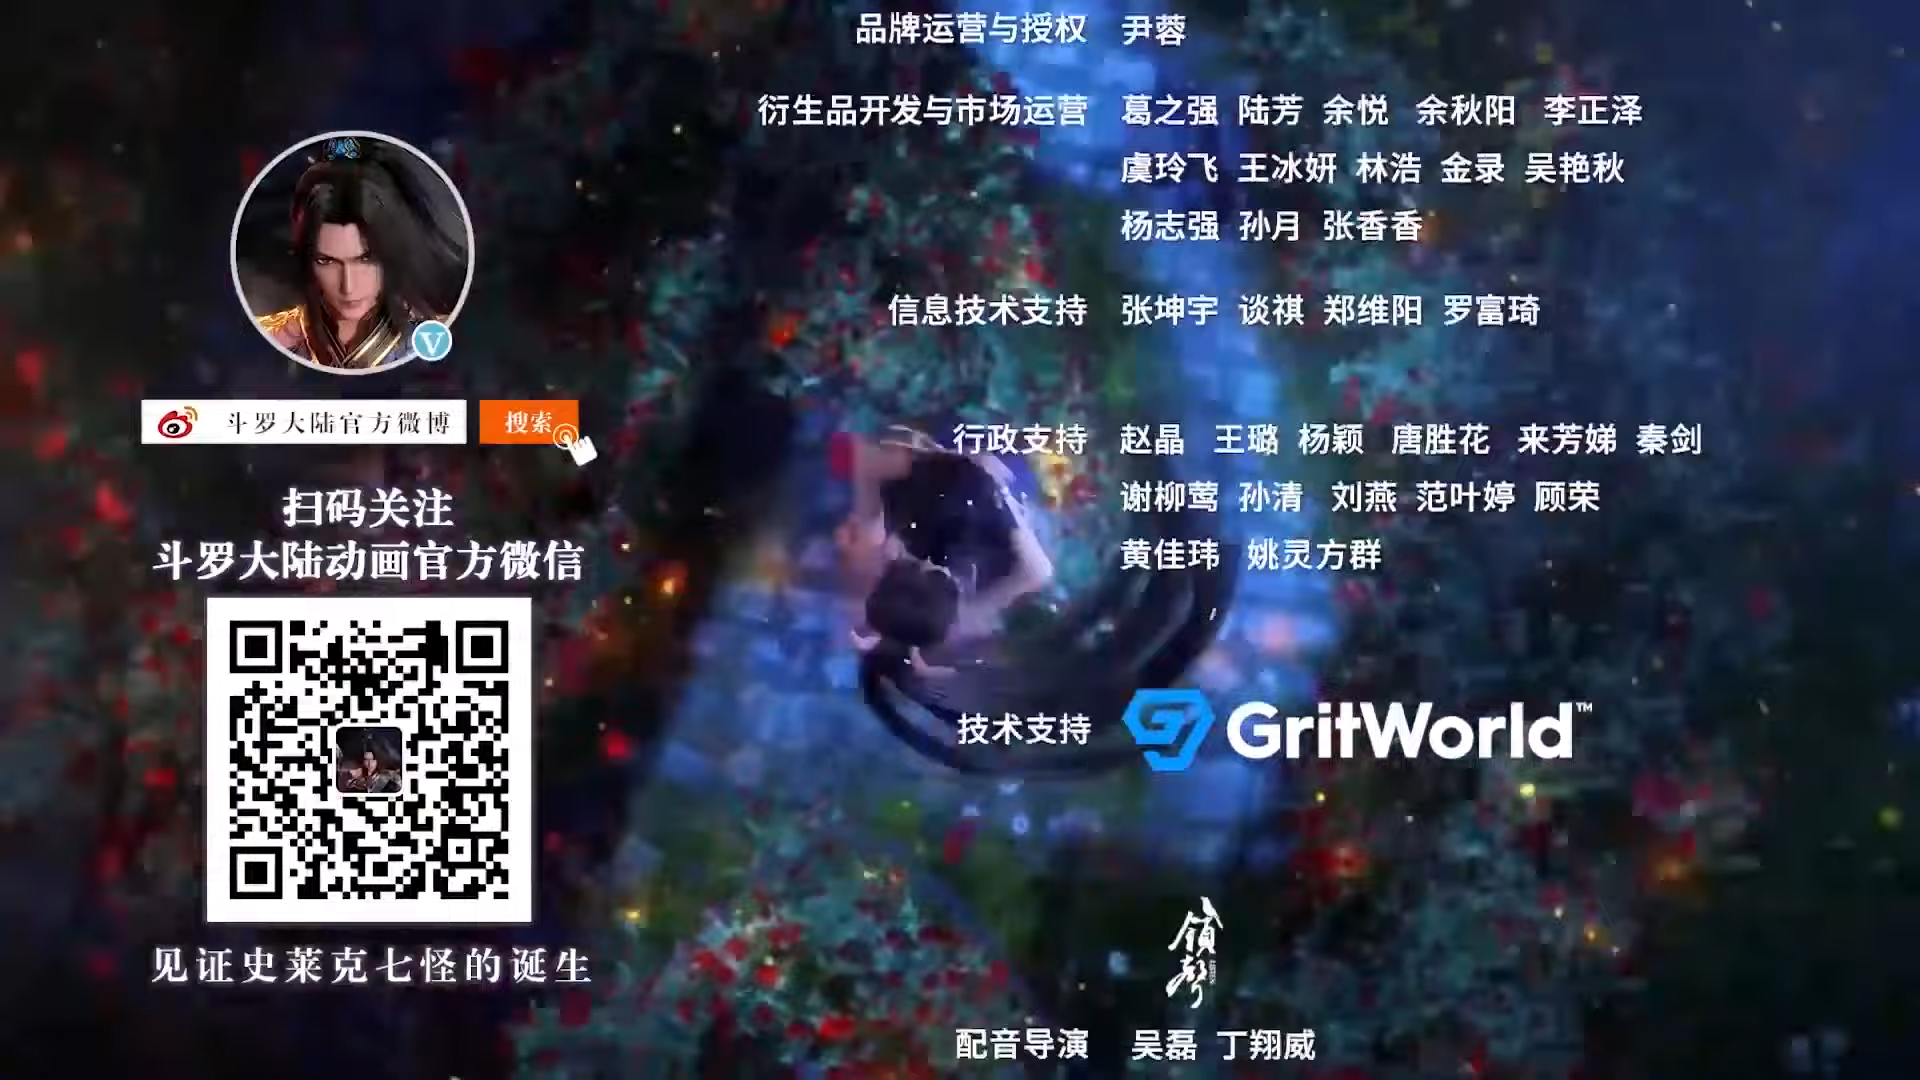 品牌运营与授权 尹蓉
衍生品开发与市场运营 葛之强 陆芳 余悦 余秋阳 李正泽
虞玲飞 王冰妍 林浩 金录 吴艳秋
杨志强 孙月 张香香
信息技术支持 张坤宇 谈祺 郑维阳 罗富琦
行政支持 赵晶 王璐 杨颖 唐胜花 来芳娣 秦剑
谢柳莺 孙清 刘燕 范叶婷 顾荣
黄佳玮 姚灵方群
技术支持 GritWorld™
領聲
配音导演 吴磊 丁翔威
V
斗罗大陆官方微博 搜索
扫码关注
斗罗大陆动画官方微信
见证史莱克七怪的诞生